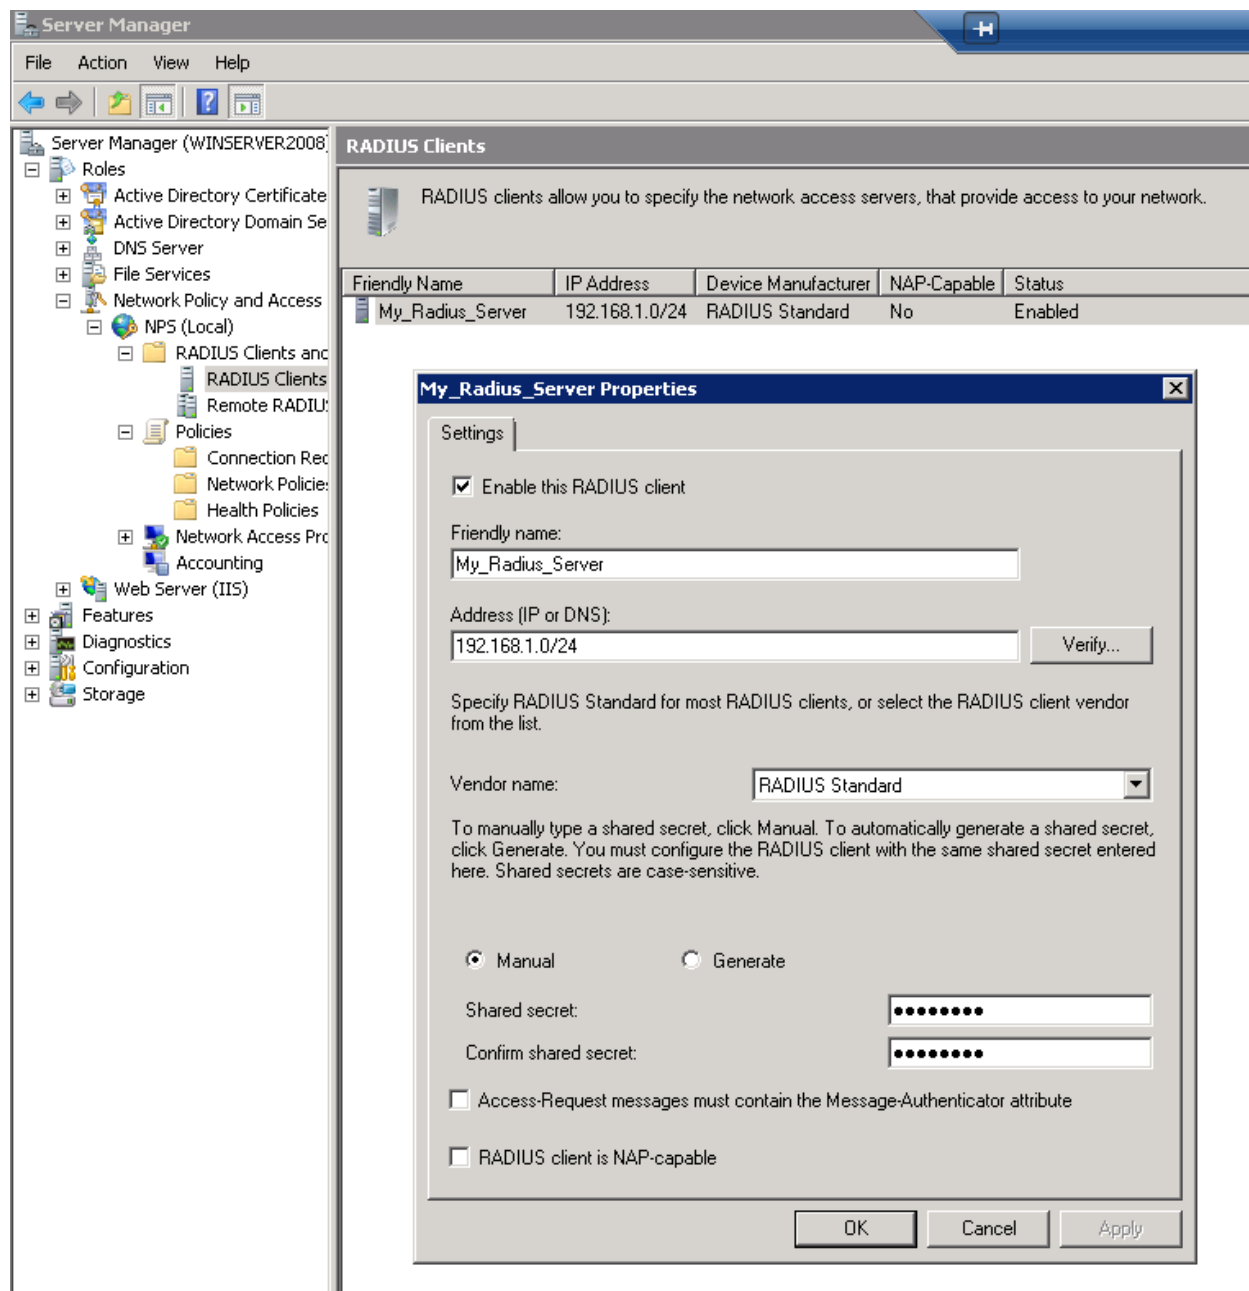 Server Manager
File Action View Help
Server Manager (WINSERVER2008)
Roles
Active Directory Certificate
Active Directory Domain Se
DNS Server
File Services
Network Policy and Access
NPS (Local)
RADIUS Clients and
RADIUS Clients
Remote RADIUS
Policies
Connection Req
Network Policies
Health Policies
Network Access Pro
Accounting
Web Server (IIS)
Features
Diagnostics
Configuration
Storage
RADIUS Clients
RADIUS clients allow you to specify the network access servers, that provide access to your network.
Friendly Name IP Address Device Manufacturer NAP-Capable Status
My_Radius_Server 192.168.1.0/24 RADIUS Standard No Enabled
My_Radius_Server Properties
Settings
Enable this RADIUS client
Friendly name:
My_Radius_Server
Address (IP or DNS):
192.168.1.0/24
Verify...
Specify RADIUS Standard for most RADIUS clients, or select the RADIUS client vendor
from the list.
Vendor name:
RADIUS Standard
To manually type a shared secret, click Manual. To automatically generate a shared secret,
click Generate. You must configure the RADIUS client with the same shared secret entered
here. Shared secrets are case-sensitive.
Manual Generate
Shared secret:
Confirm shared secret:
Access-Request messages must contain the Message-Authenticator attribute
RADIUS client is NAP-capable
OK Cancel Apply